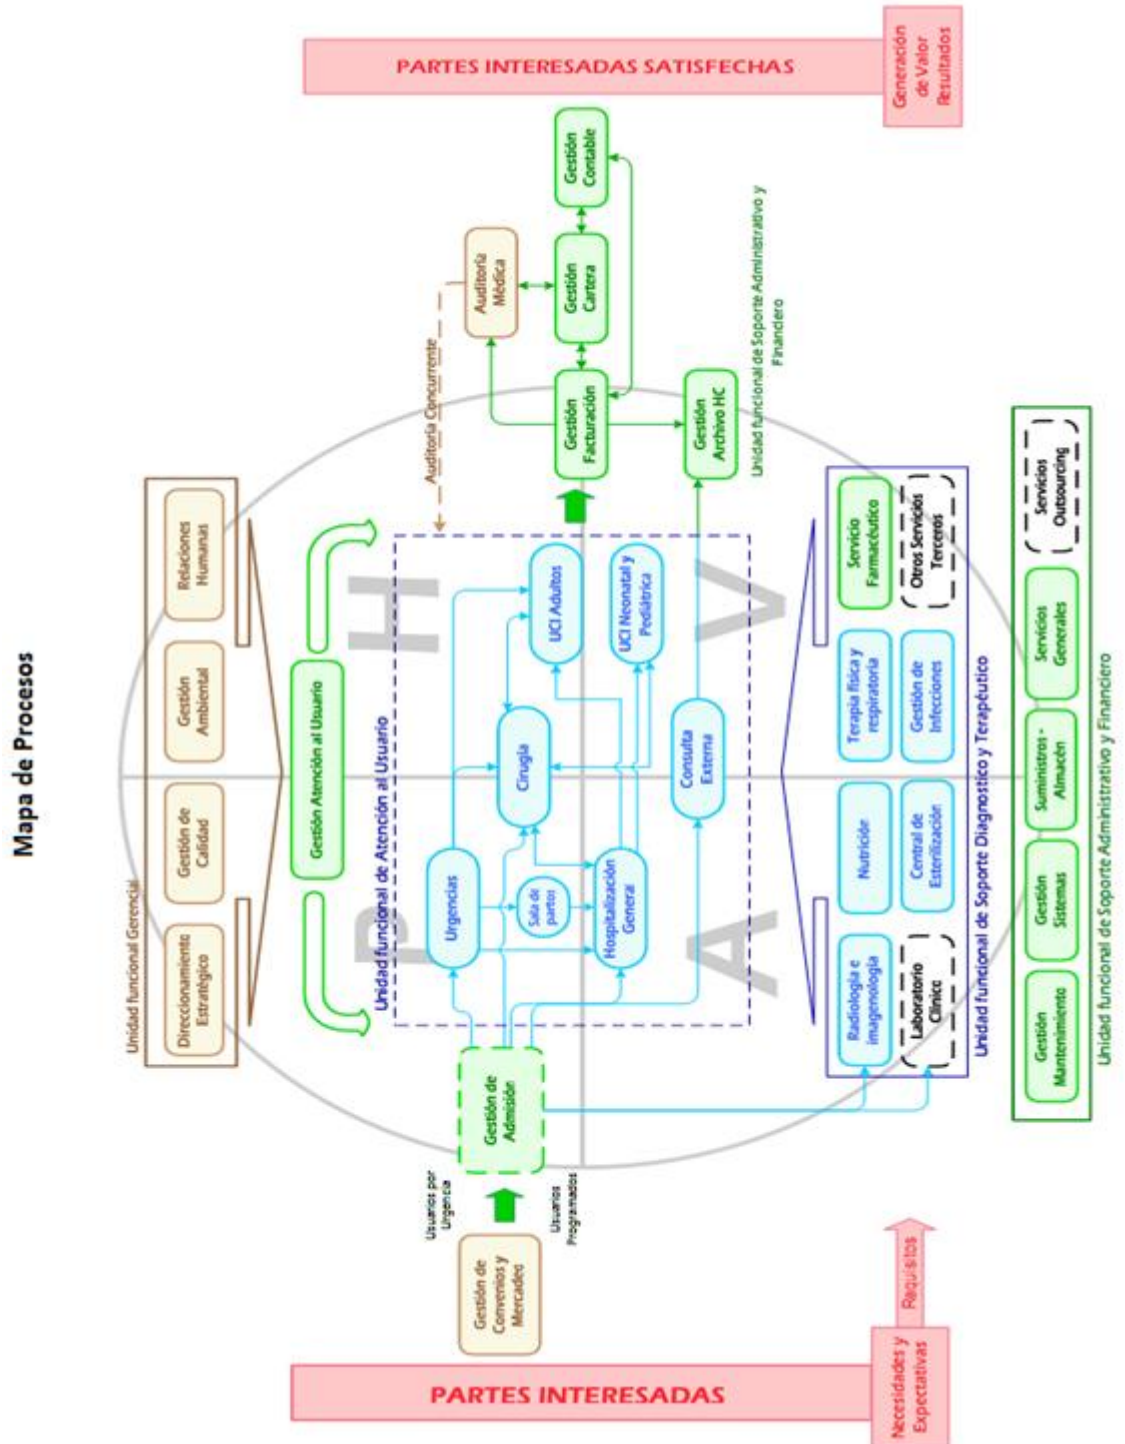 Mapa de Procesos
Unidad funcional Gerencial
Direccionamiento
Estratégico
Gestión de
Calidad
Gestión
Ambiental
Relaciones
Humanas
Gestión Atención al Usuario
Unidad funcional de Atención al Usuario
P
H
A
V
Auditoría Concurrente
PARTES INTERESADAS
Necesidades y
Expectativas
Raquisitos
Gestión de
Convenios y
Mercadeo
Usuarios por
Urgencia
Usuarios
Programados
Gestión de
Admisión
Urgencias
Sala de
partos
Hospitalización
General
Cirugía
Consulta
Externa
UCI Adultos
UCI Neonatal y
Pediátrica
Gestión
Facturación
Gestión
Archivo HC
Auditoría
Médica
Gestión
Cartera
Gestión
Contable
Unidad funcional de Soporte Administrativo y
Financiero
PARTES INTERESADAS SATISFECHAS
Generación
de Valor
Resultados
Radiología e
imagenología
Nutrición
Terapia física y
respiratoria
Servicio
Farmacéutico
Laboratorio
Clínico
Central de
Esterilización
Gestión de
Infecciones
Otros Servicios
Terceros
Unidad funcional de Soporte Diagnostico y Terapéutico
Gestión
Mantenimiento
Gestión
Sistemas
Suministros -
Almacén
Servicios
Generales
Servicios
Outsourcing
Unidad funcional de Soporte Administrativo y Financiero